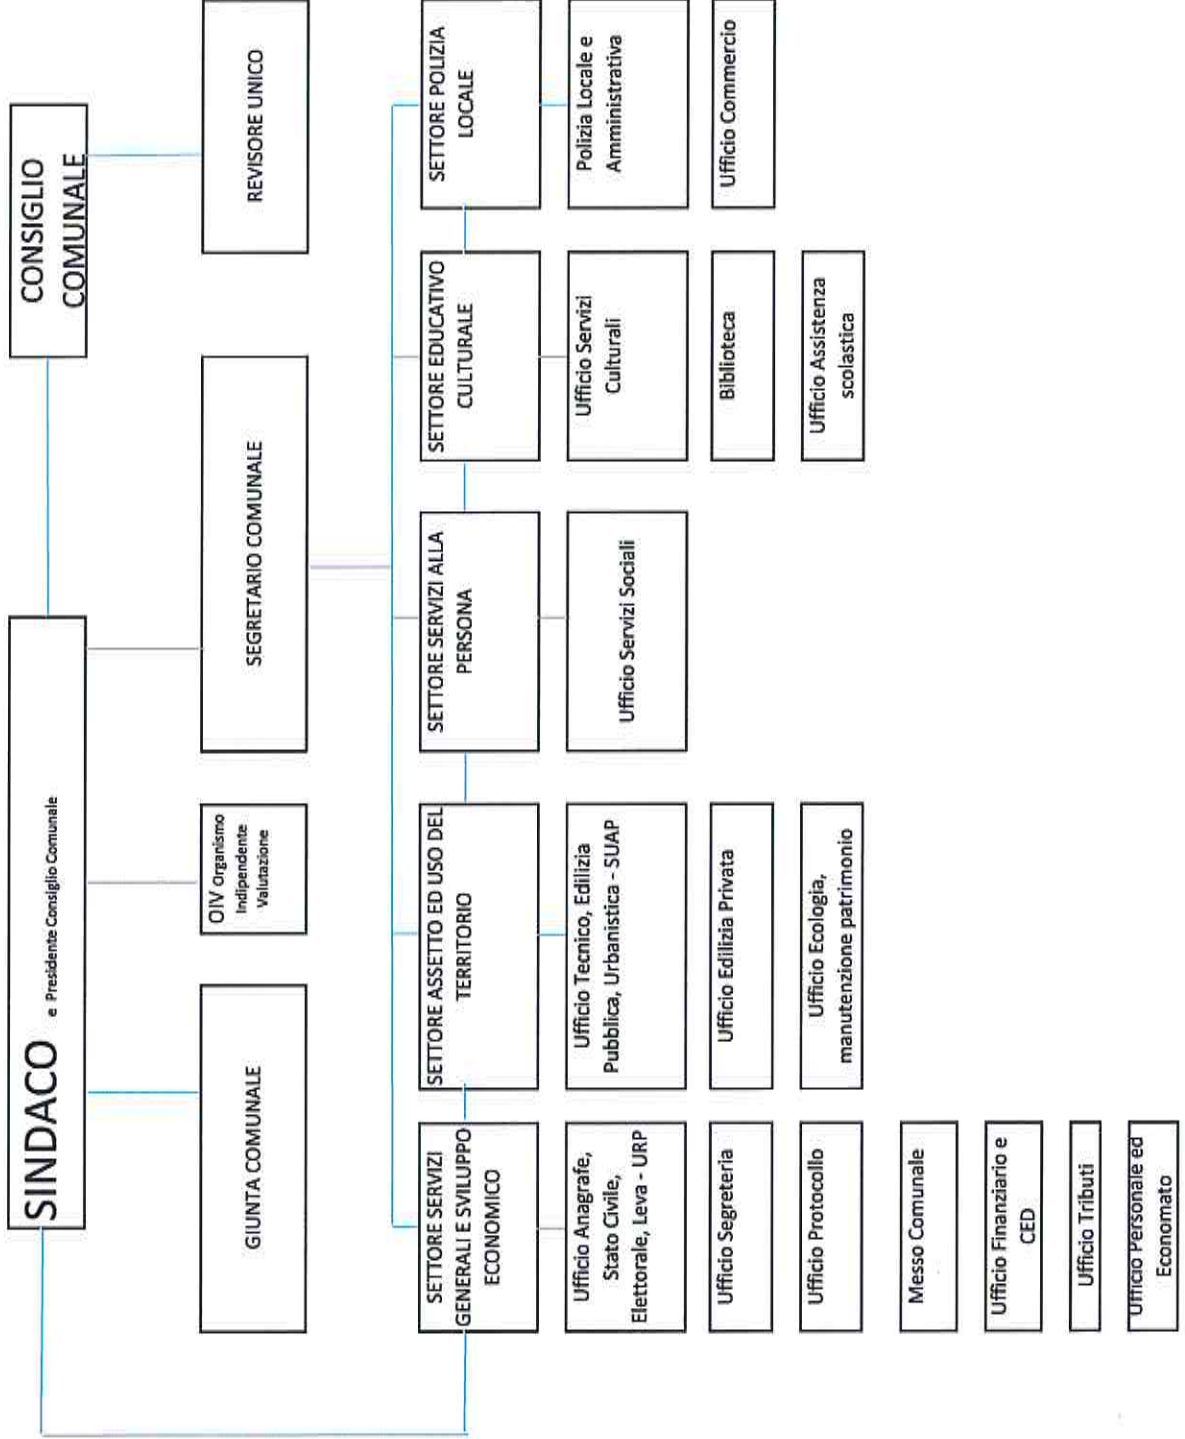 SINDACO e Presidente Consiglio Comunale
CONSIGLIO
COMUNALE
GIUNTA COMUNALE
OIV Organismo
Indipendente
Valutazione
SEGRETARIO COMUNALE
REVISORE UNICO
SETTORE SERVIZI
GENERALI E SVILUPPO
ECONOMICO
Ufficio Anagrafe,
Stato Civile,
Elettorale, Leva - URP
Ufficio Segreteria
Ufficio Protocollo
Messo Comunale
Ufficio Finanziario e
CED
Ufficio Tributi
Ufficio Personale ed
Economato
SETTORE ASSETTO ED USO DEL
TERRITORIO
Ufficio Tecnico, Edilizia
Pubblica, Urbanistica - SUAP
Ufficio Edilizia Privata
Ufficio Ecologia,
manutenzione patrimonio
SETTORE SERVIZI ALLA
PERSONA
Ufficio Servizi Sociali
SETTORE EDUCATIVO
CULTURALE
Ufficio Servizi
Culturali
Biblioteca
Ufficio Assistenza
scolastica
SETTORE POLIZIA
LOCALE
Polizia Locale e
Amministrativa
Ufficio Commercio